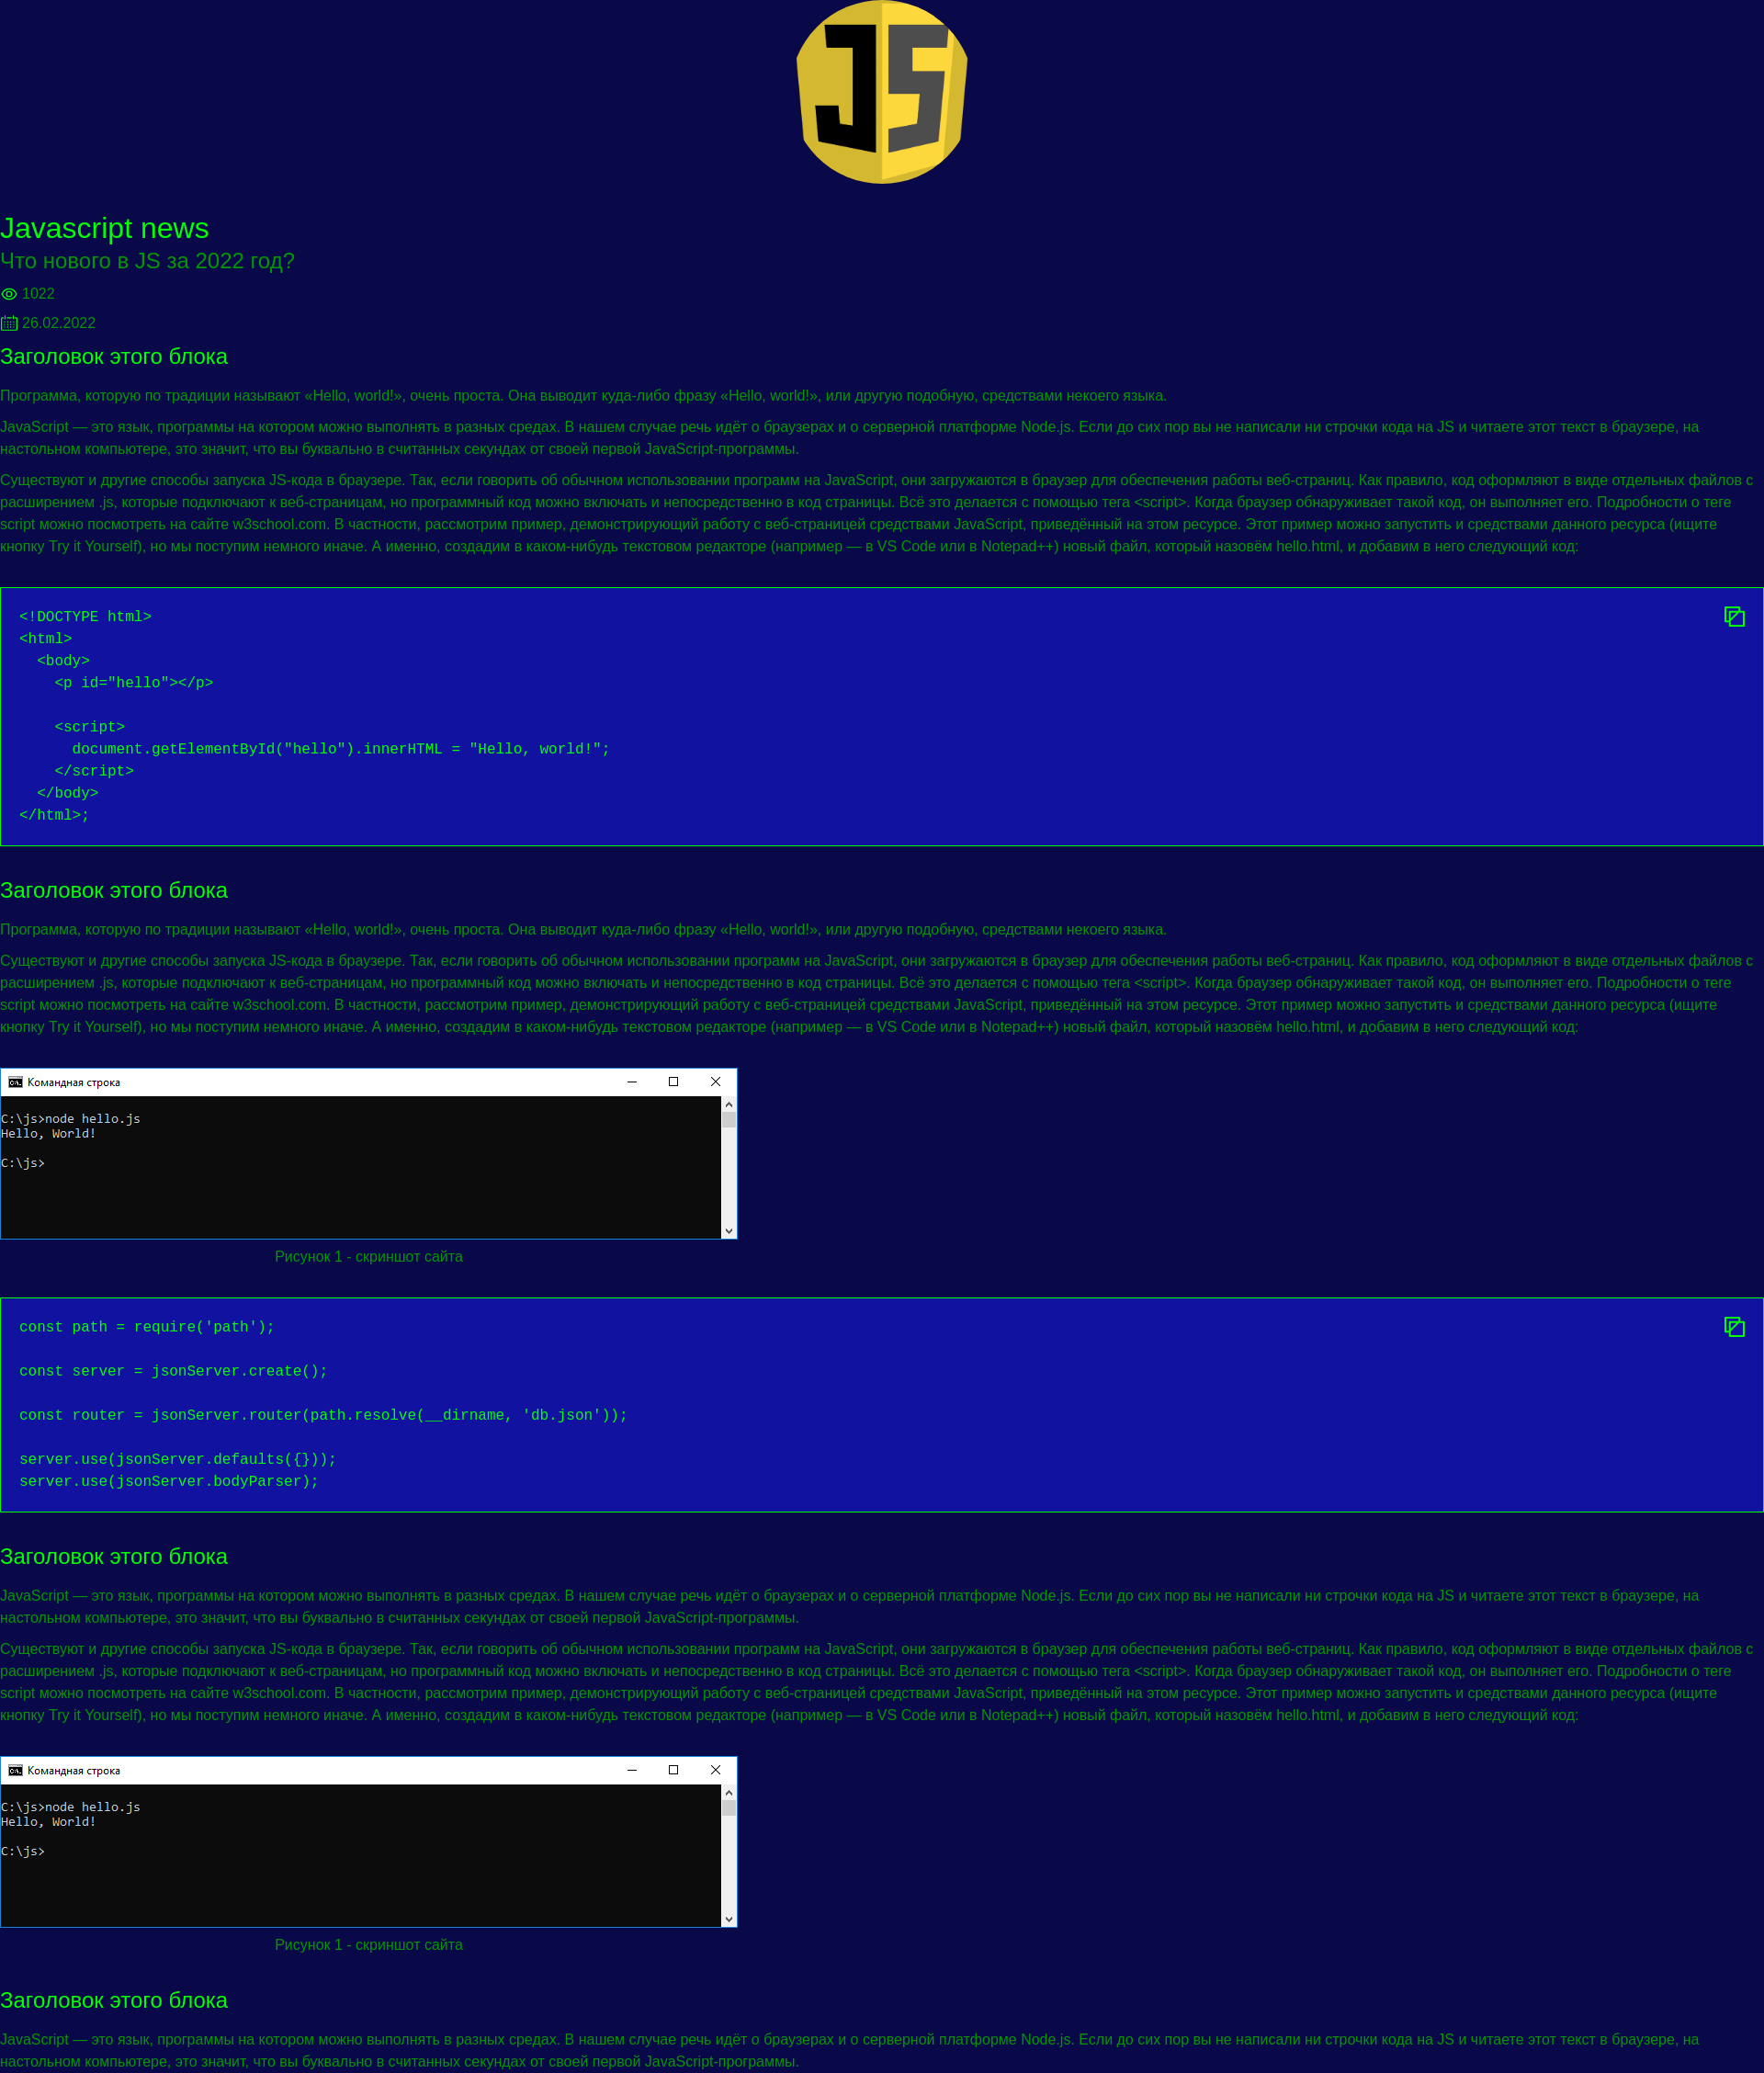 JS
Javascript news
Что нового в JS за 2022 год?
1022
26.02.2022
Заголовок этого блока
Программа, которую по традиции называют «Hello, world!», очень проста. Она выводит куда-либо фразу «Hello, world!», или другую подобную, средствами некоего языка.
JavaScript — это язык, программы на котором можно выполнять в разных средах. В нашем случае речь идёт о браузерах и о серверной платформе Node.js. Если до сих пор вы не написали ни строчки кода на JS и читаете этот текст в браузере, на
настольном компьютере, это значит, что вы буквально в считанных секундах от своей первой JavaScript-программы.
Существуют и другие способы запуска JS-кода в браузере. Так, если говорить об обычном использовании программ на JavaScript, они загружаются в браузер для обеспечения работы веб-страниц. Как правило, код оформляют в виде отдельных файлов с
расширением .js, которые подключают к веб-страницам, но программный код можно включать и непосредственно в код страницы. Всё это делается с помощью тега <script>. Когда браузер обнаруживает такой код, он выполняет его. Подробности о теге
script можно посмотреть на сайте w3school.com. В частности, рассмотрим пример, демонстрирующий работу с веб-страницей средствами JavaScript, приведённый на этом ресурсе. Этот пример можно запустить и средствами данного ресурса (ищите
кнопку Try it Yourself), но мы поступим немного иначе. А именно, создадим в каком-нибудь текстовом редакторе (например — в VS Code или в Notepad++) новый файл, который назовём hello.html, и добавим в него следующий код:
<!DOCTYPE html>
<html>
  <body>
    <p id="hello"></p>

    <script>
      document.getElementById("hello").innerHTML = "Hello, world!";
    </script>
  </body>
</html>;
Заголовок этого блока
Программа, которую по традиции называют «Hello, world!», очень проста. Она выводит куда-либо фразу «Hello, world!», или другую подобную, средствами некоего языка.
Существуют и другие способы запуска JS-кода в браузере. Так, если говорить об обычном использовании программ на JavaScript, они загружаются в браузер для обеспечения работы веб-страниц. Как правило, код оформляют в виде отдельных файлов с
расширением .js, которые подключают к веб-страницам, но программный код можно включать и непосредственно в код страницы. Всё это делается с помощью тега <script>. Когда браузер обнаруживает такой код, он выполняет его. Подробности о теге
script можно посмотреть на сайте w3school.com. В частности, рассмотрим пример, демонстрирующий работу с веб-страницей средствами JavaScript, приведённый на этом ресурсе. Этот пример можно запустить и средствами данного ресурса (ищите
кнопку Try it Yourself), но мы поступим немного иначе. А именно, создадим в каком-нибудь текстовом редакторе (например — в VS Code или в Notepad++) новый файл, который назовём hello.html, и добавим в него следующий код:
Командная строка
C:\js>node hello.js
Hello, World!
C:\js>
Рисунок 1 - скриншот сайта
const path = require('path');

const server = jsonServer.create();

const router = jsonServer.router(path.resolve(__dirname, 'db.json'));

server.use(jsonServer.defaults({}));
server.use(jsonServer.bodyParser);
Заголовок этого блока
JavaScript — это язык, программы на котором можно выполнять в разных средах. В нашем случае речь идёт о браузерах и о серверной платформе Node.js. Если до сих пор вы не написали ни строчки кода на JS и читаете этот текст в браузере, на
настольном компьютере, это значит, что вы буквально в считанных секундах от своей первой JavaScript-программы.
Существуют и другие способы запуска JS-кода в браузере. Так, если говорить об обычном использовании программ на JavaScript, они загружаются в браузер для обеспечения работы веб-страниц. Как правило, код оформляют в виде отдельных файлов с
расширением .js, которые подключают к веб-страницам, но программный код можно включать и непосредственно в код страницы. Всё это делается с помощью тега <script>. Когда браузер обнаруживает такой код, он выполняет его. Подробности о теге
script можно посмотреть на сайте w3school.com. В частности, рассмотрим пример, демонстрирующий работу с веб-страницей средствами JavaScript, приведённый на этом ресурсе. Этот пример можно запустить и средствами данного ресурса (ищите
кнопку Try it Yourself), но мы поступим немного иначе. А именно, создадим в каком-нибудь текстовом редакторе (например — в VS Code или в Notepad++) новый файл, который назовём hello.html, и добавим в него следующий код:
Командная строка
C:\js>node hello.js
Hello, World!
C:\js>
Рисунок 1 - скриншот сайта
Заголовок этого блока
JavaScript — это язык, программы на котором можно выполнять в разных средах. В нашем случае речь идёт о браузерах и о серверной платформе Node.js. Если до сих пор вы не написали ни строчки кода на JS и читаете этот текст в браузере, на
настольном компьютере, это значит, что вы буквально в считанных секундах от своей первой JavaScript-программы.